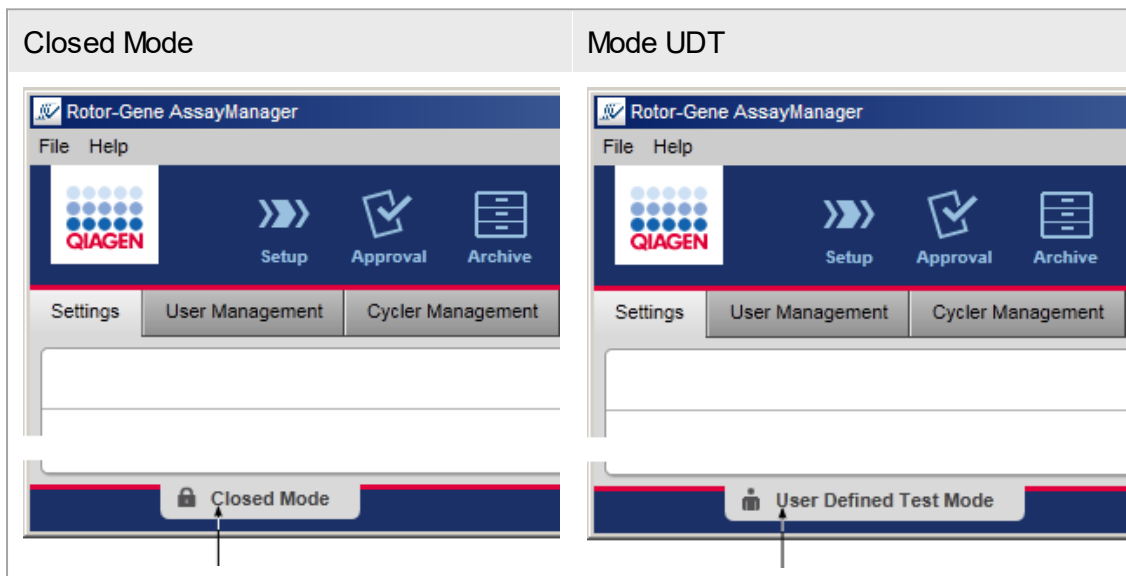 Closed Mode
Mode UDT
Rotor-Gene AssayManager
File Help
QIAGEN
Setup Approval Archive
Settings User Management Cycler Management
Closed Mode
Rotor-Gene AssayManager
File Help
QIAGEN
Setup Approval Archive
Settings User Management Cycler Management
User Defined Test Mode